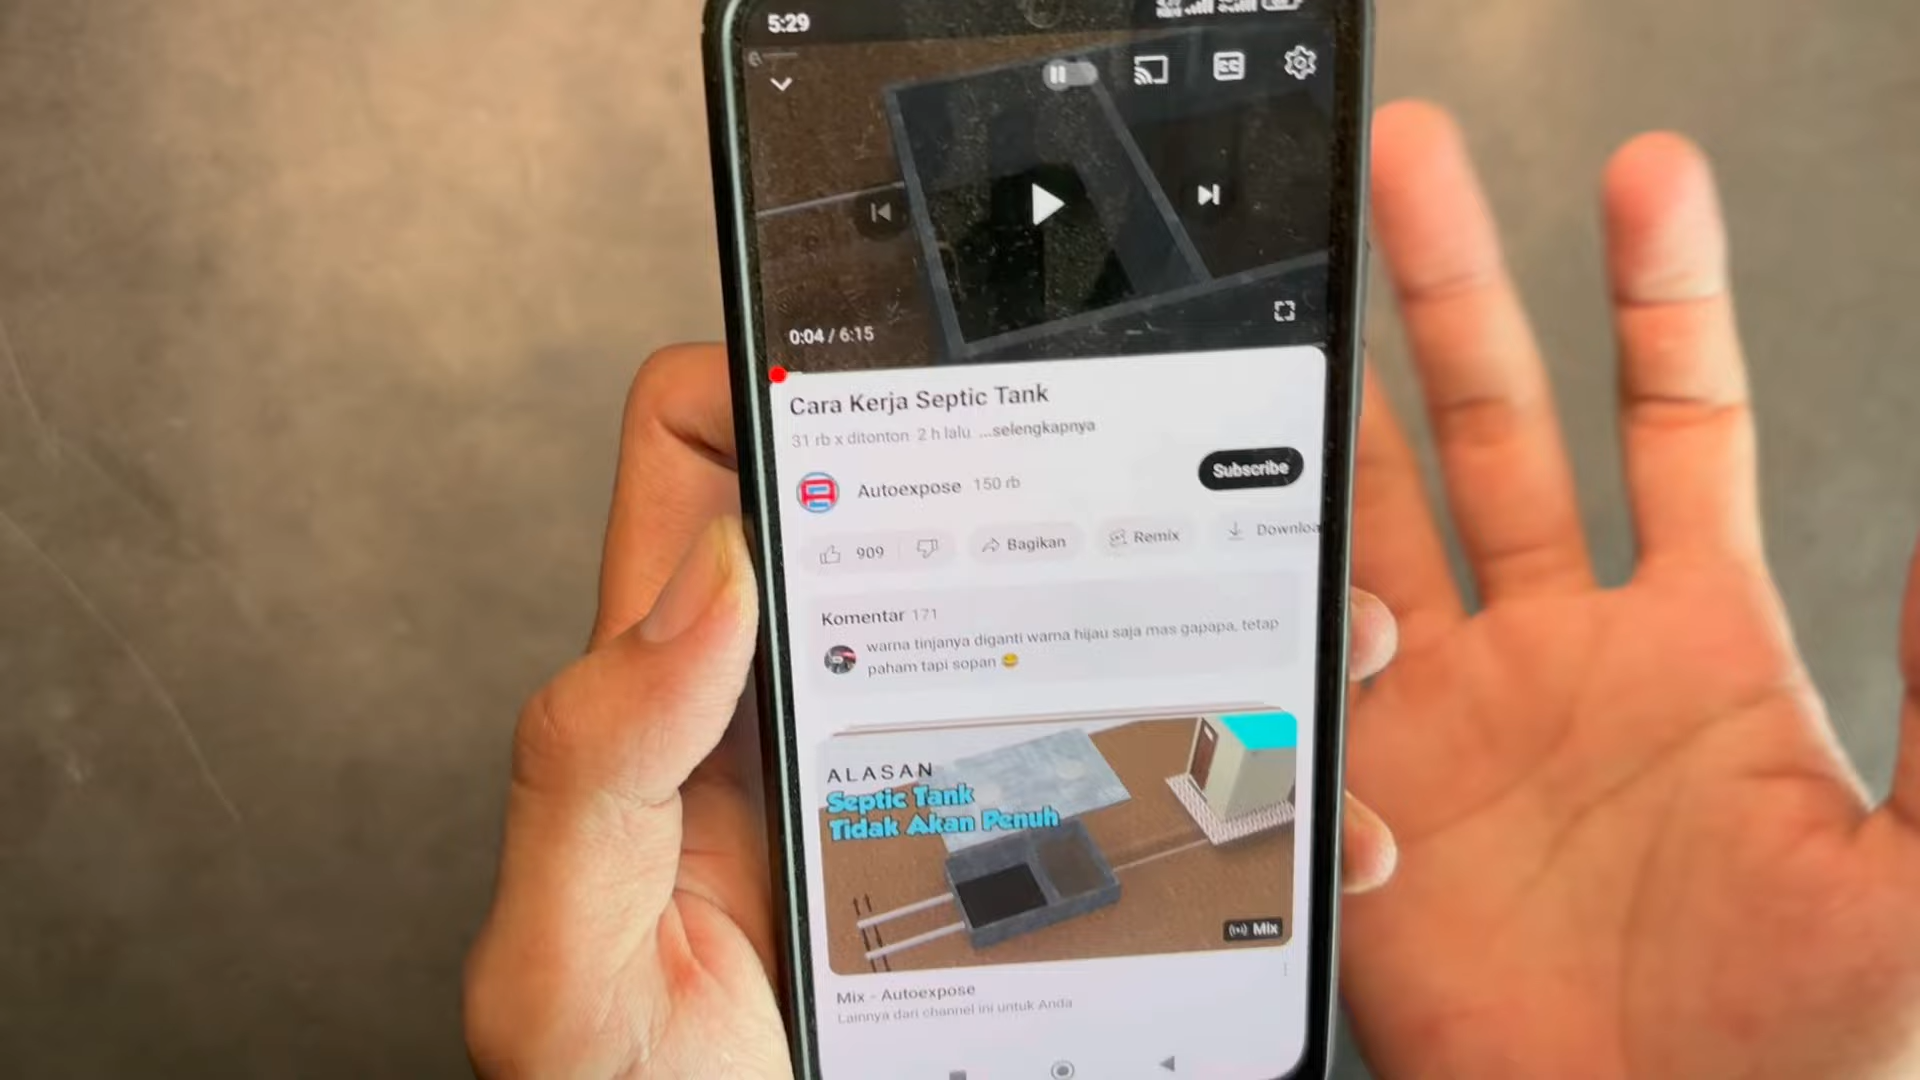 5:29
0:04 / 6:15
Cara Kerja Septic Tank
31 rb x ditonton 2 h lalu ...selengkapnya
Autoexpose 150 rb
Subscribe
909
Bagikan
Remix
Downloa
Komentar 171
warna tinjanya diganti warna hijau saja mas gapapa, tetap
paham tapi sopan
ALASAN
Septic Tank
Tidak Akan Penuh
Mix
Mix - Autoexpose
Lainnya dari channel ini untuk Anda